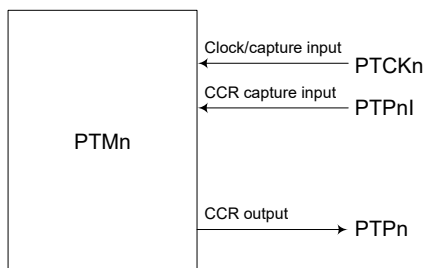 Clock/capture input
PTCKn
CCR capture input
PTPnI
PTMn
CCR output
PTPn